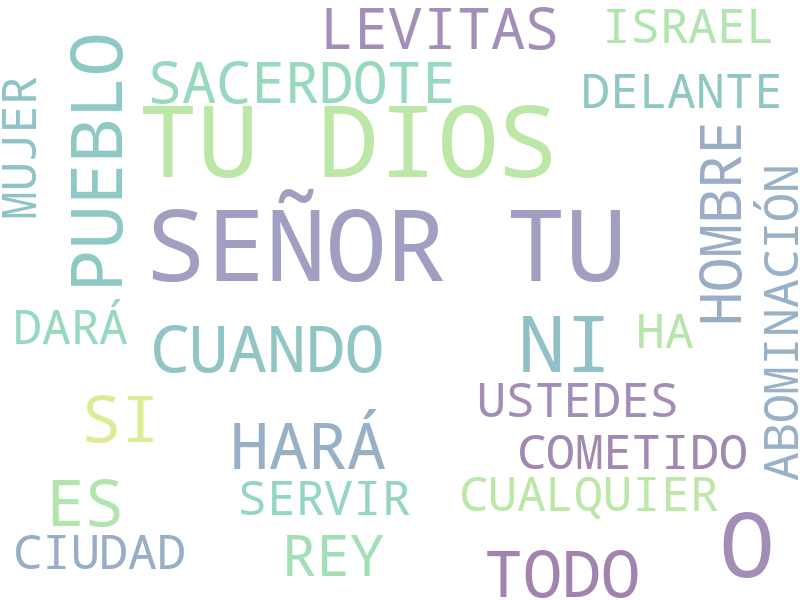 LEVITAS
ISRAEL
SACERDOTE
DELANTE
MUJER
PUEBLO
TU DIOS
HOMBRE
ABOMINACIÓN
SEÑOR TU
DARÁ
CUANDO
NI
HA
SI
USTEDES
HARÁ
COMETIDO
ES
SERVIR
CUALQUIER
CIUDAD
REY
TODO
O